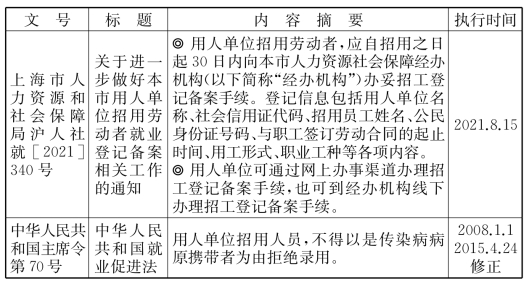 文 号
标 题
内 容 摘 要
执行时间
上海市人
力资源和
社会保障
局沪人社
就［2021］
340 号
关于进一
步做好本
市用人单
位招用劳
动者就业
登记备案
相关工作
的通知
◎ 用人单位招用劳动者，应自招用之日
起 30 日内向本市人力资源社会保障经办
机构(以下简称“经办机构”)办妥招工登
记备案手续。登记信息包括用人单位名
称、社会信用证代码、招用员工姓名、公民
身份证号码、与职工签订劳动合同的起止
时间、用工形式、职业工种等各项内容。
◎ 用人单位可通过网上办事渠道办理招
工登记备案手续，也可到经办机构线下
办理招工登记备案手续。
2021.8.15
中华人民共
和国主席令
第 70 号
中华人民
共和国就
业促进法
用人单位招用人员，不得以是传染病病
原携带者为由拒绝录用。
2008.1.1
2015.4.24
修正